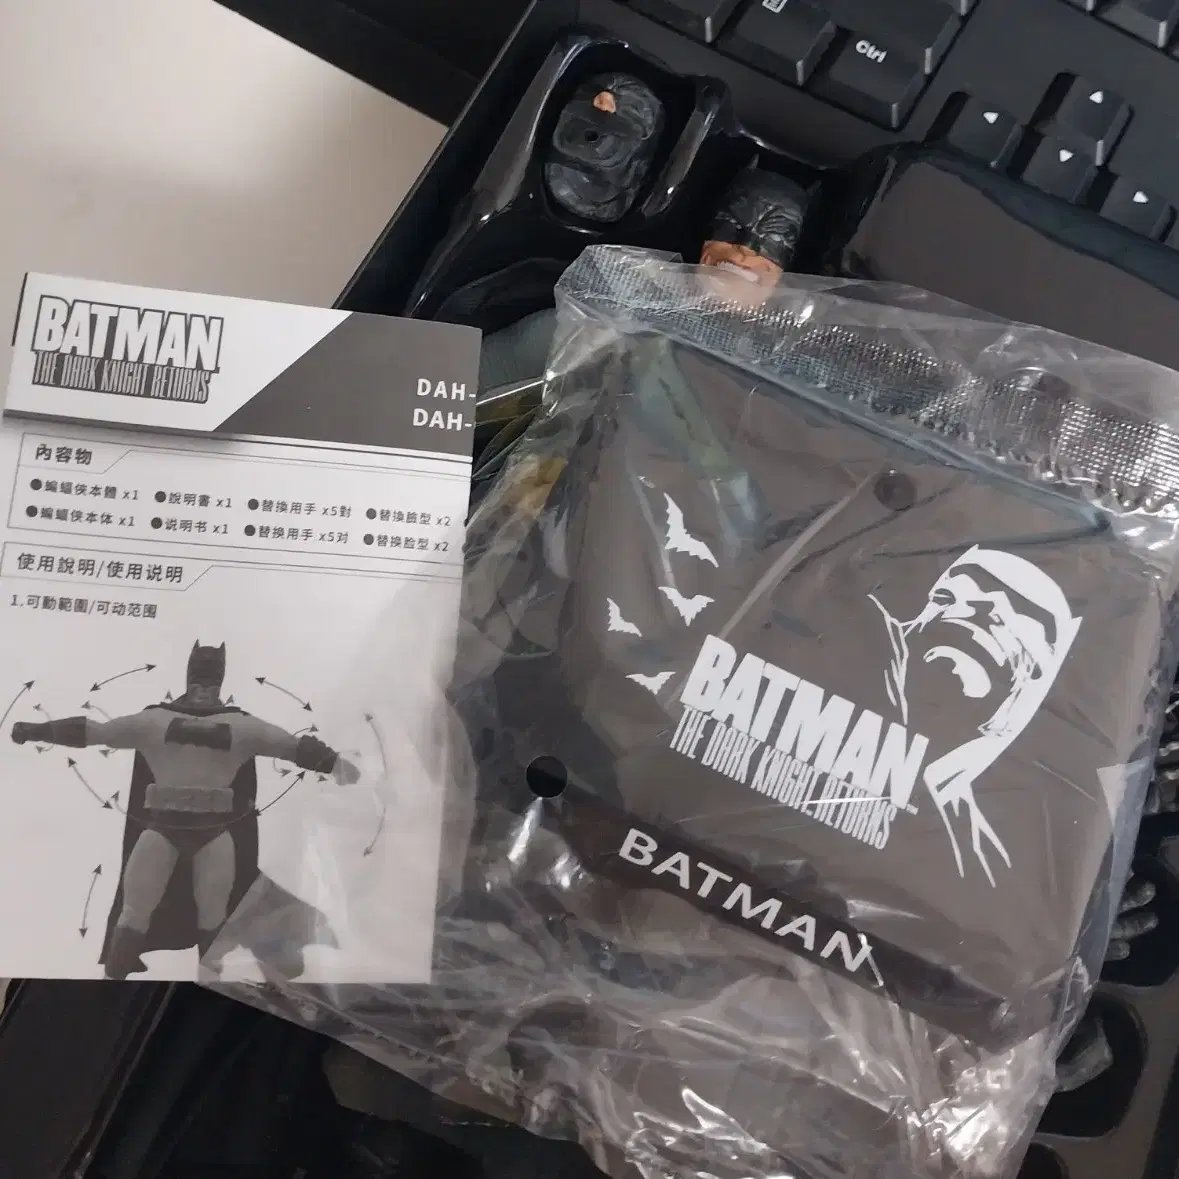 Ctrl
BATMAN
THE DARK KNIGHT RETURNS
DAH-
DAH-
內容物
●蝙蝠俠本體 x1 ●說明書 x1 ●替換用手 x5對 ●替換臉型 x2
●蝙蝠侠本体 x1 ●说明书 x1 ●替换用手 x5对 ●替换脸型 x2
使用說明/使用说明
1.可動範圍/可动范围
BATMAN
THE DARK KNIGHT RETURNS
BATMAN